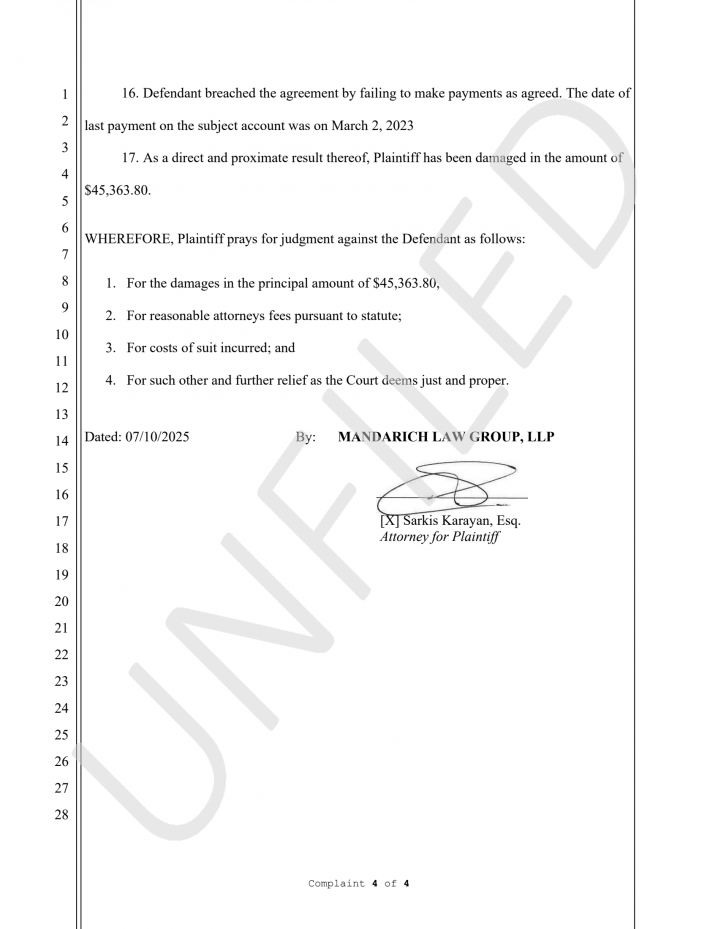 1
2
3
4
5
6
7
8
9
10
11
12
13
14
15
16
17
18
19
20
21
22
23
24
25
26
27
28
16. Defendant breached the agreement by failing to make payments as agreed. The date of
last payment on the subject account was on March 2, 2023
17. As a direct and proximate result thereof, Plaintiff has been damaged in the amount of
$45,363.80.
WHEREFORE, Plaintiff prays for judgment against the Defendant as follows:
1. For the damages in the principal amount of $45,363.80,
2. For reasonable attorneys fees pursuant to statute;
3. For costs of suit incurred; and
4. For such other and further relief as the Court deems just and proper.
Dated: 07/10/2025 By: MANDARICH LAW GROUP, LLP
[X] Sarkis Karayan, Esq.
Attorney for Plaintiff
UNFILED
Complaint 4 of 4